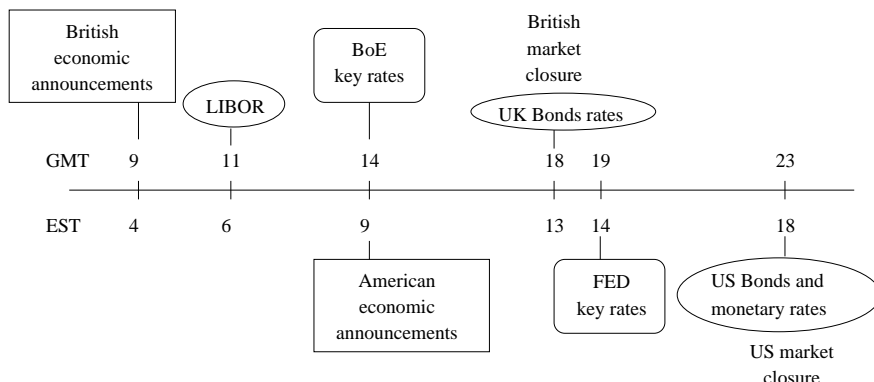 British
economic
announcements
LIBOR
BoE
key rates
British
market
closure
UK Bonds rates
GMT 9 11 14 18 19 23
EST 4 6 9 13 14 18
American
economic
announcements
FED
key rates
US Bonds and
monetary rates
US market
closure